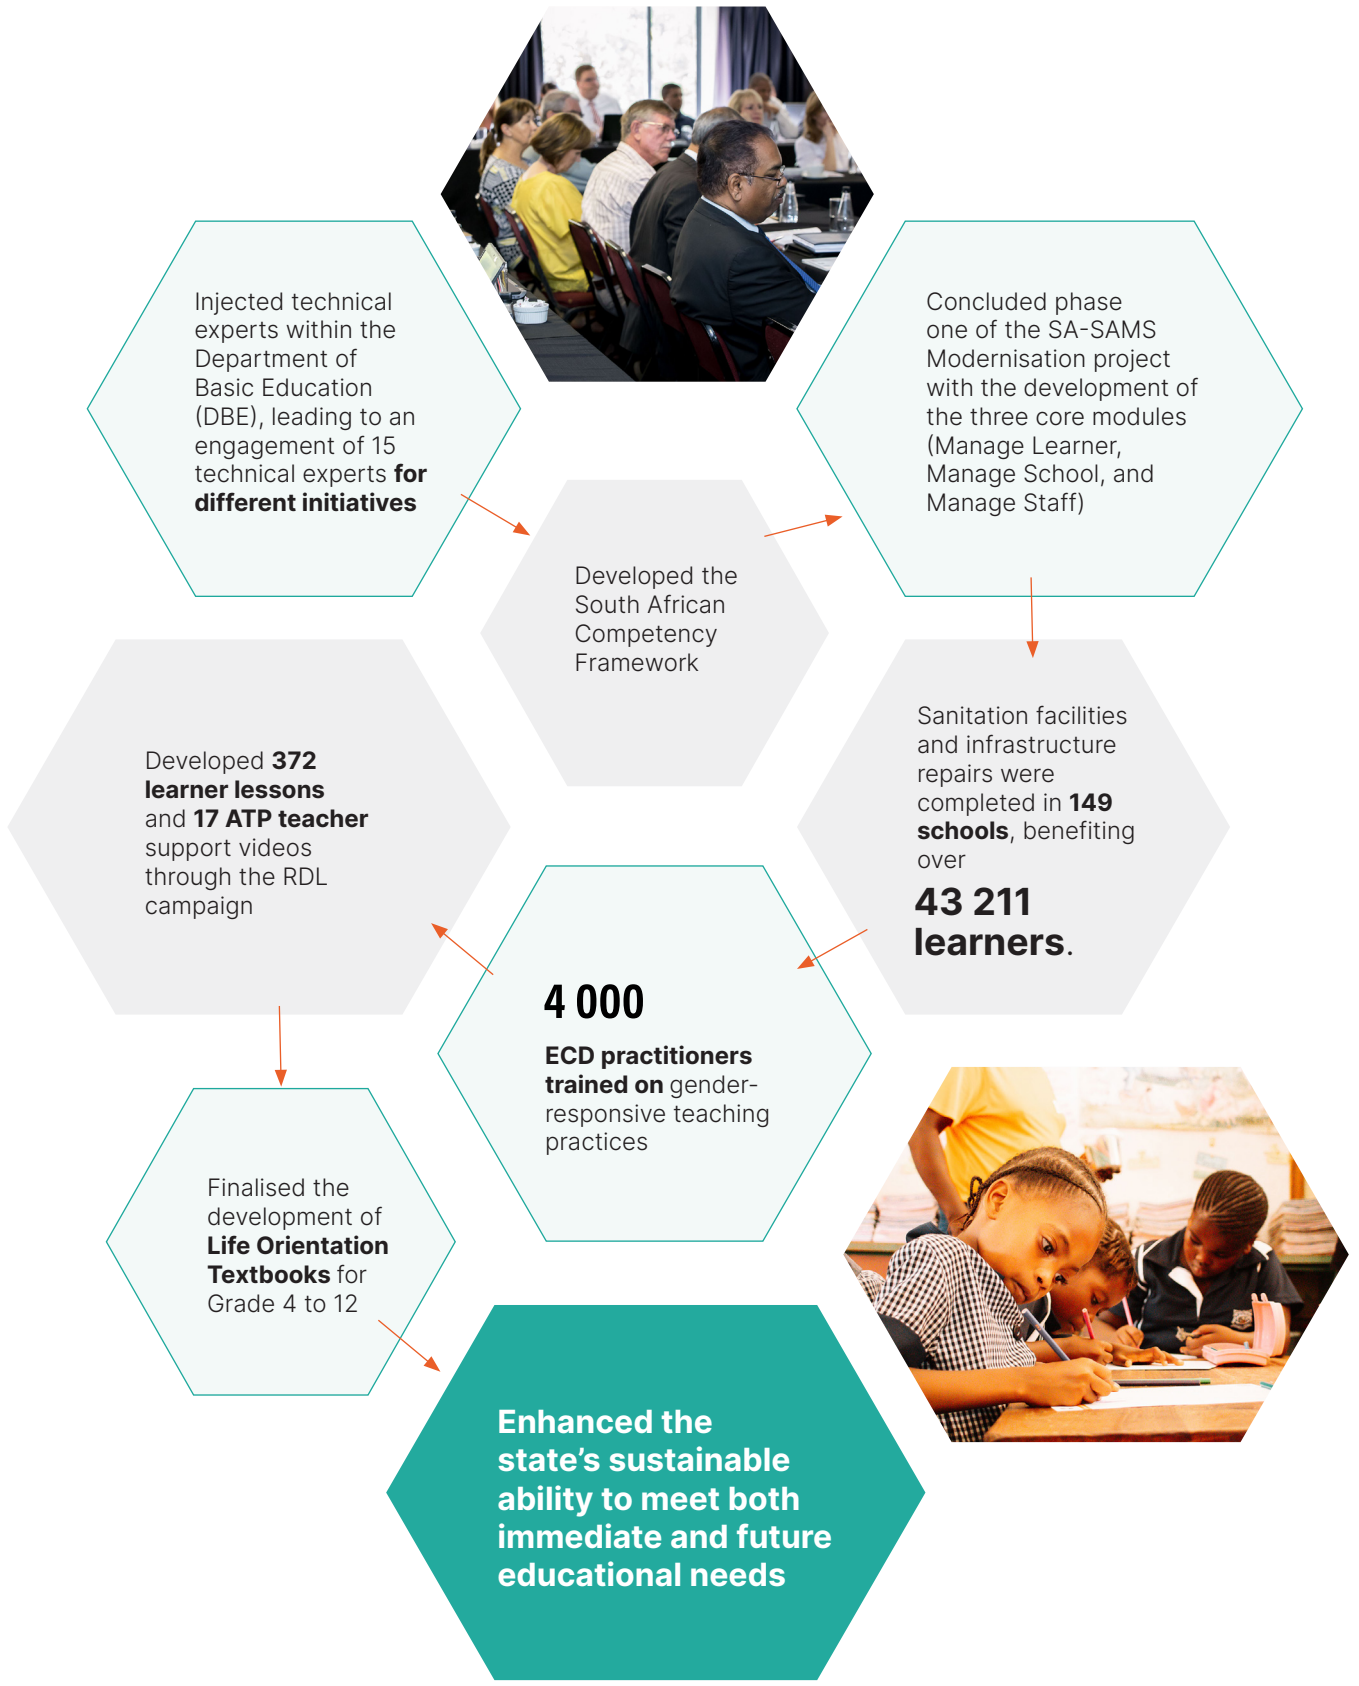 Injected technical
experts within the
Department of
Basic Education
(DBE), leading to an
engagement of 15
technical experts for
different initiatives
Developed the
South African
Competency
Framework
Concluded phase
one of the SA-SAMS
Modernisation project
with the development of
the three core modules
(Manage Learner,
Manage School, and
Manage Staff)
Sanitation facilities
and infrastructure
repairs were
completed in 149
schools, benefiting
over
43 211
learners.
4 000
ECD practitioners
trained on gender-
responsive teaching
practices
Developed 372
learner lessons
and 17 ATP teacher
support videos
through the RDL
campaign
Finalised the
development of
Life Orientation
Textbooks for
Grade 4 to 12
Enhanced the
state’s sustainable
ability to meet both
immediate and future
educational needs